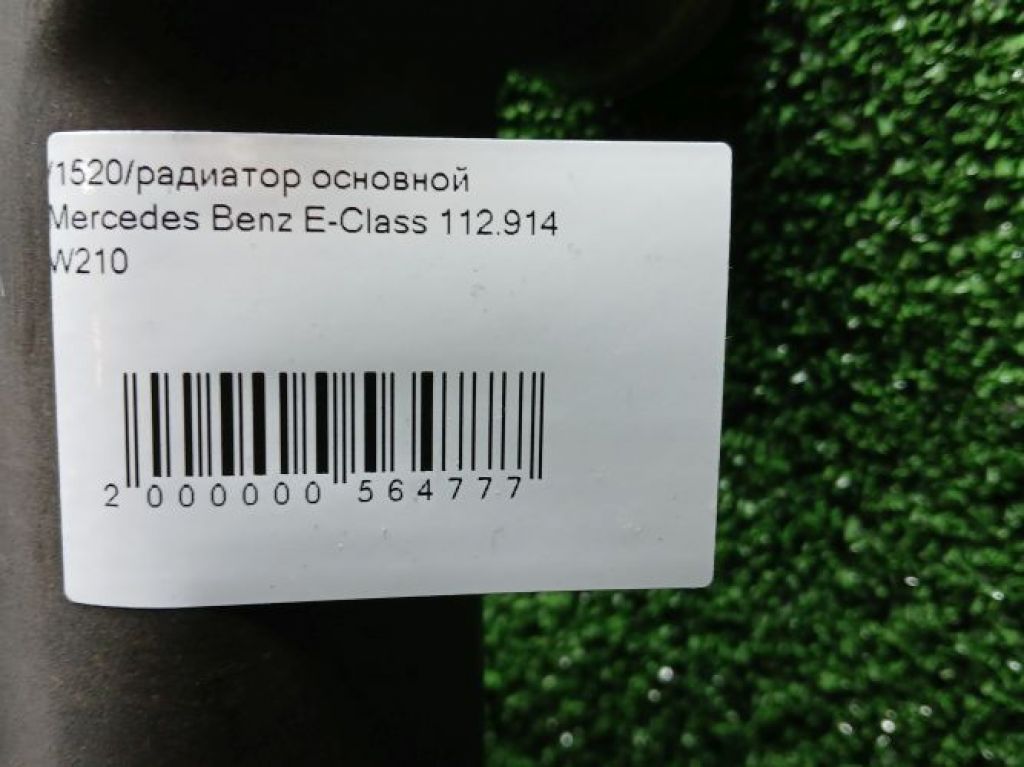 /1520/радиатор основной
Mercedes Benz E-Class 112.914
W210
2 000000 564777